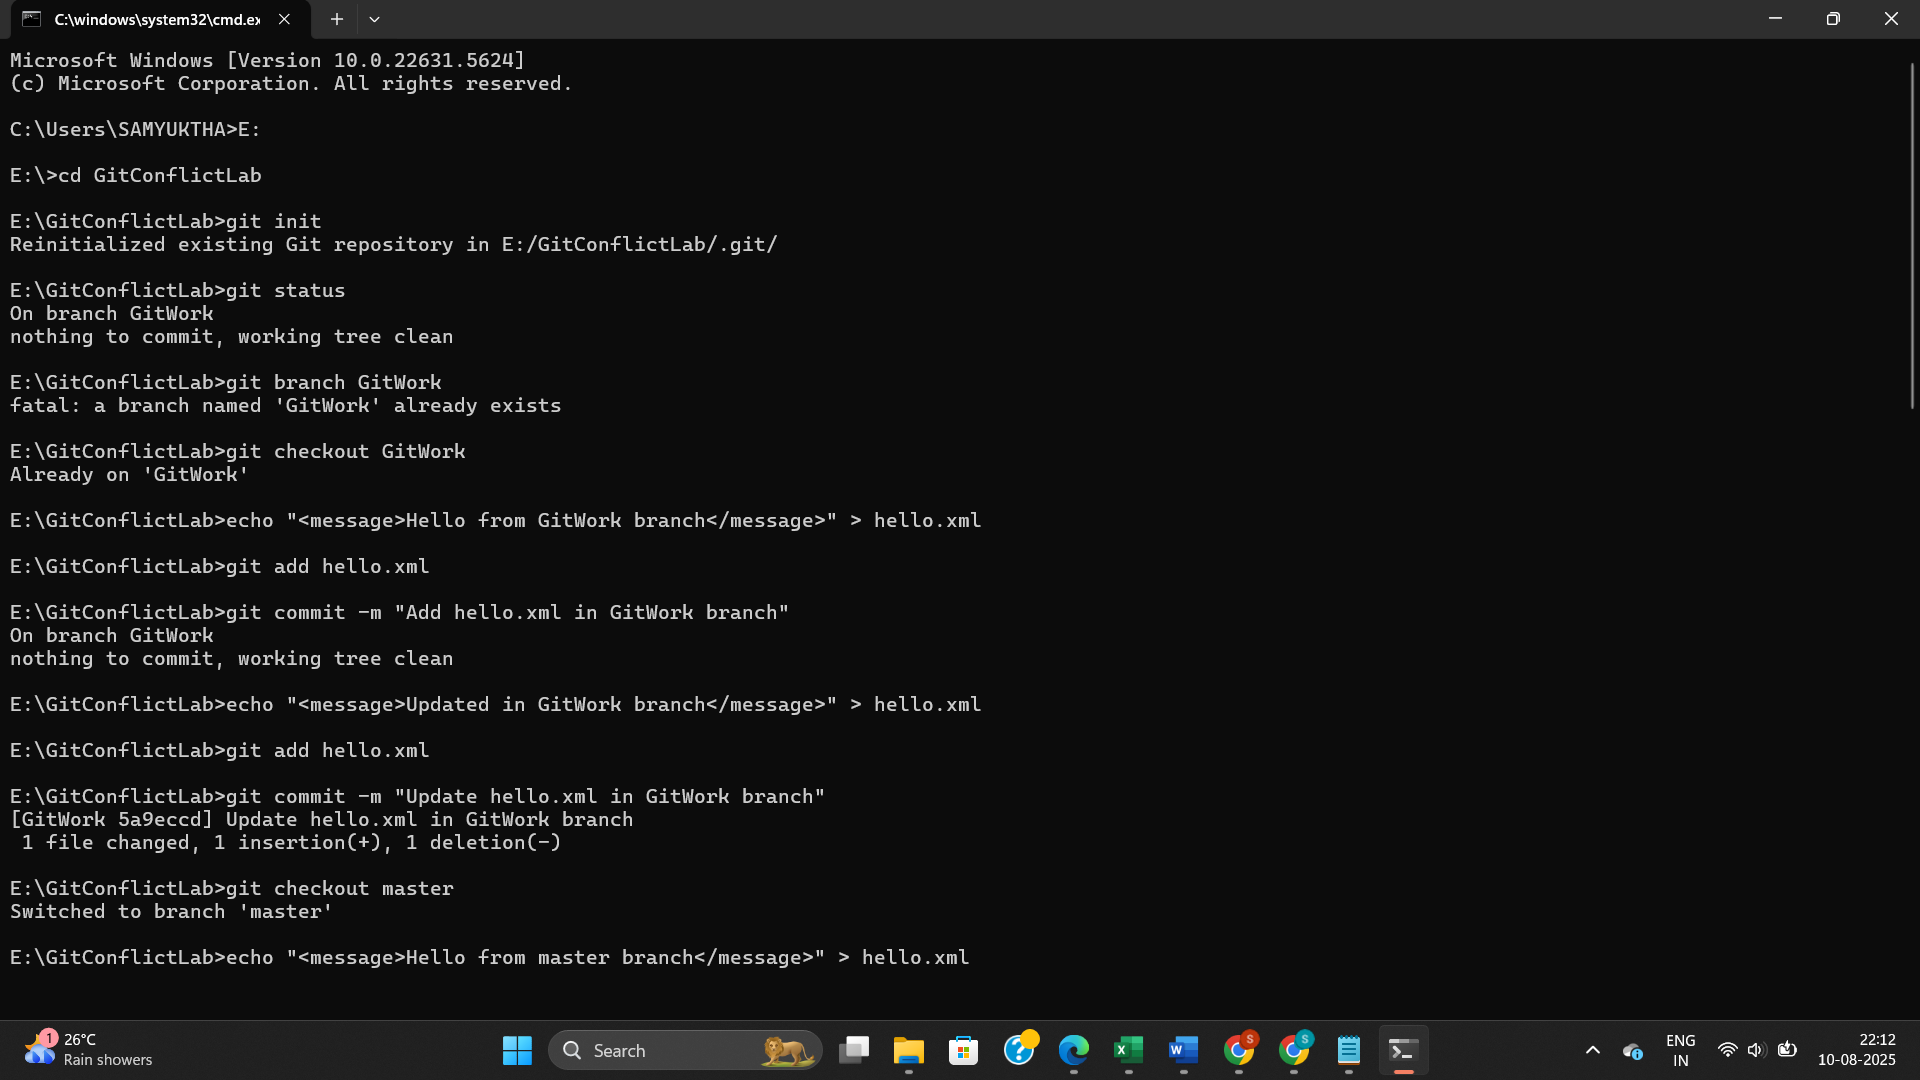 C:\windows\system32\cmd.ex
Microsoft Windows [Version 10.0.22631.5624]
(c) Microsoft Corporation. All rights reserved.
C:\Users\SAMYUKTHA>E:
E:\>cd GitConflictLab
E:\GitConflictLab>git init
Reinitialized existing Git repository in E:/GitConflictLab/.git/
E:\GitConflictLab>git status
On branch GitWork
nothing to commit, working tree clean
E:\GitConflictLab>git branch GitWork
fatal: a branch named 'GitWork' already exists
E:\GitConflictLab>git checkout GitWork
Already on 'GitWork'
E:\GitConflictLab>echo "<message>Hello from GitWork branch</message>" > hello.xml
E:\GitConflictLab>git add hello.xml
E:\GitConflictLab>git commit -m "Add hello.xml in GitWork branch"
On branch GitWork
nothing to commit, working tree clean
E:\GitConflictLab>echo "<message>Updated in GitWork branch</message>" > hello.xml
E:\GitConflictLab>git add hello.xml
E:\GitConflictLab>git commit -m "Update hello.xml in GitWork branch"
[GitWork 5a9eccd] Update hello.xml in GitWork branch
1 file changed, 1 insertion(+), 1 deletion(-)
E:\GitConflictLab>git checkout master
Switched to branch 'master'
E:\GitConflictLab>echo "<message>Hello from master branch</message>" > hello.xml
1
26°C
Rain showers
Search
S
S
ENG
IN
22:12
10-08-2025